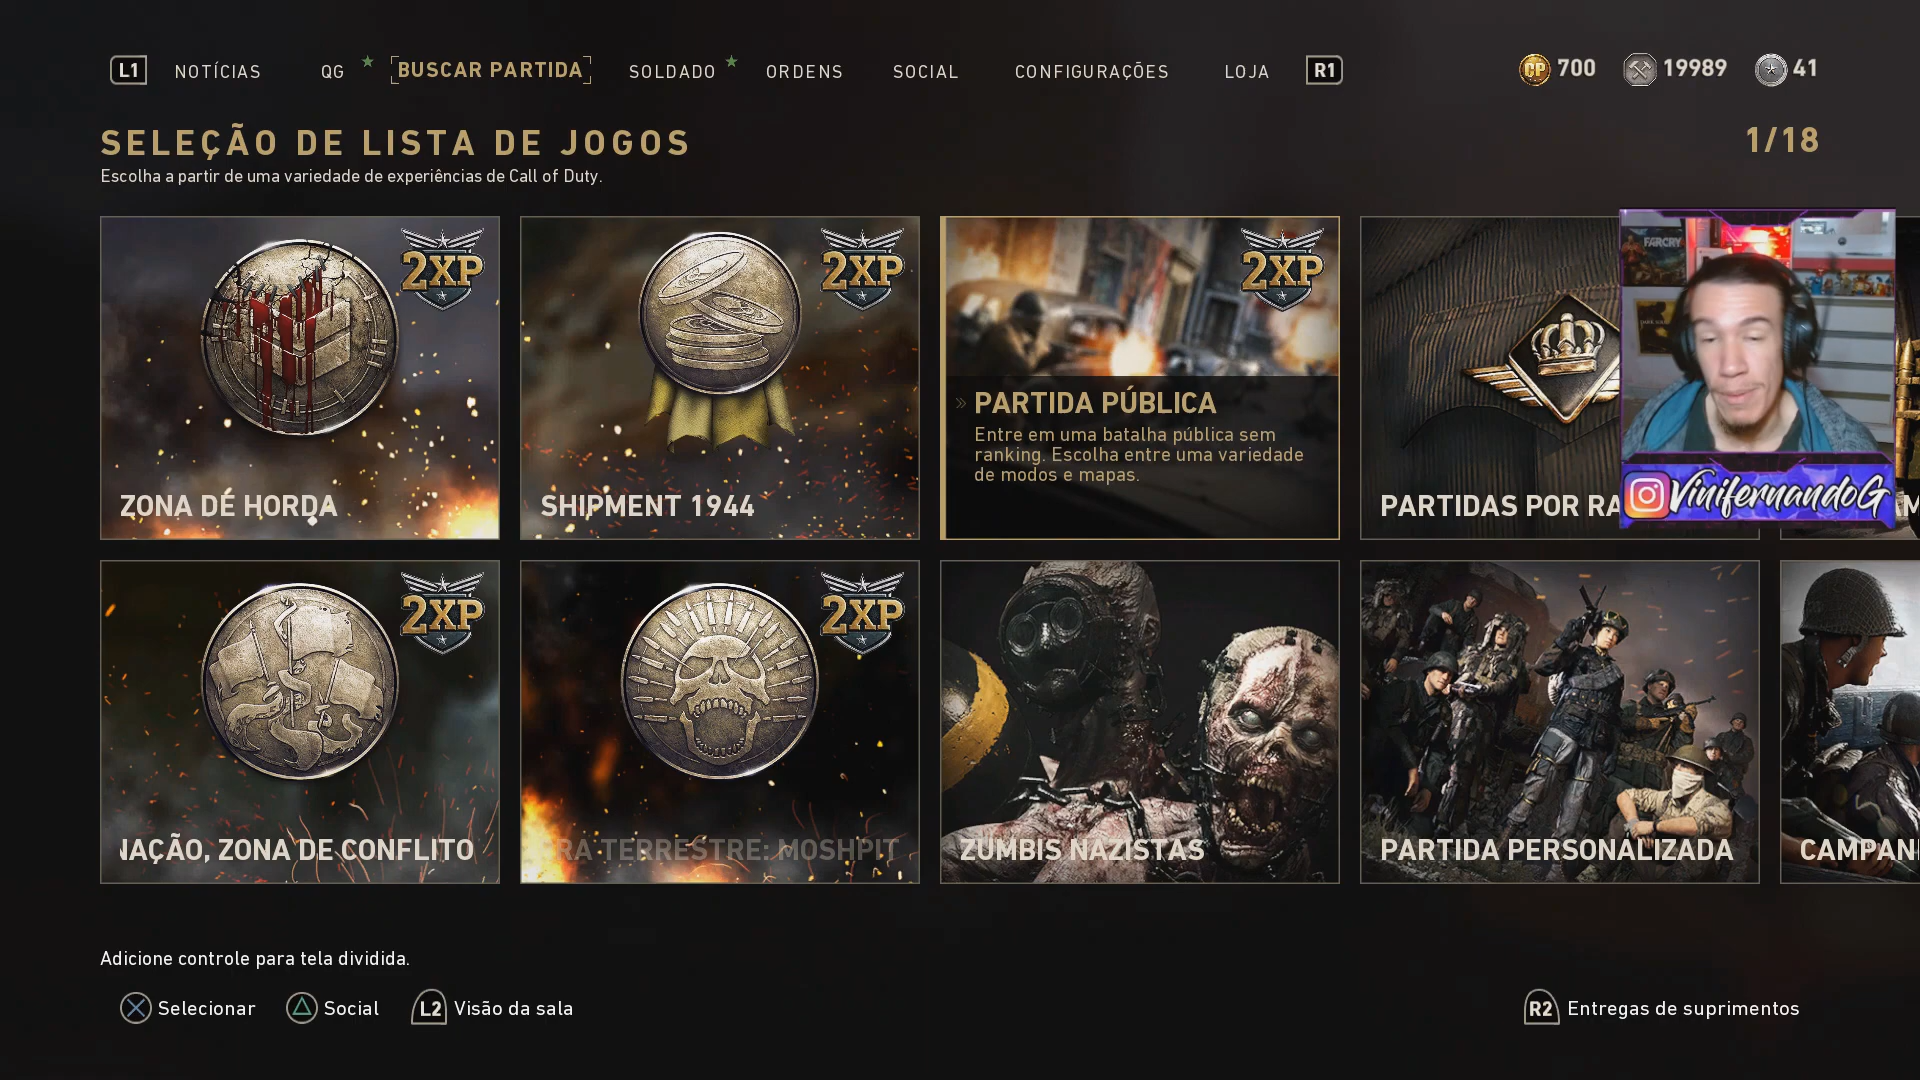 L1 NOTÍCIAS QG BUSCAR PARTIDA SOLDADO ORDENS SOCIAL CONFIGURAÇÕES LOJA R1 CP 700 19989 41
SELEÇÃO DE LISTA DE JOGOS 1/18
Escolha a partir de uma variedade de experiências de Call of Duty.
2XP
ZONA DE HORDA
2XP
SHIPMENT 1944
2XP
PARTIDA PÚBLICA
Entre em uma batalha pública sem
ranking. Escolha entre uma variedade
de modos e mapas.
PARTIDAS POR RA
FARCRY
VinifernandoG
2XP
NAÇÃO, ZONA DE CONFLITO
2XP
RA TERRESTRE: MOSHPIT
ZUMBIS NAZISTAS
PARTIDA PERSONALIZADA
CAMPAN
Adicione controle para tela dividida.
Selecionar Social L2 Visão da sala R2 Entregas de suprimentos